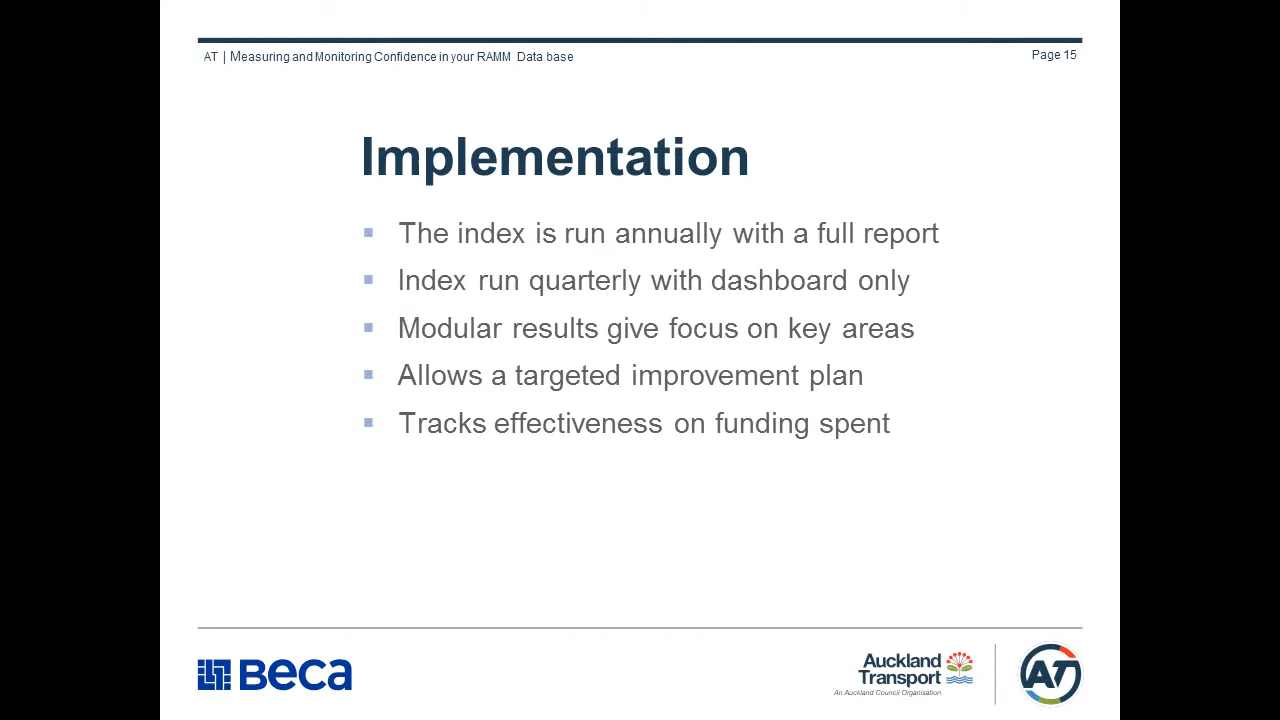 AT | Measuring and Monitoring Confidence in your RAMM Data base
Page 15
Implementation
The index is run annually with a full report
Index run quarterly with dashboard only
Modular results give focus on key areas
Allows a targeted improvement plan
Tracks effectiveness on funding spent
Beca
Auckland
Transport
An Auckland Council Organisation
AT